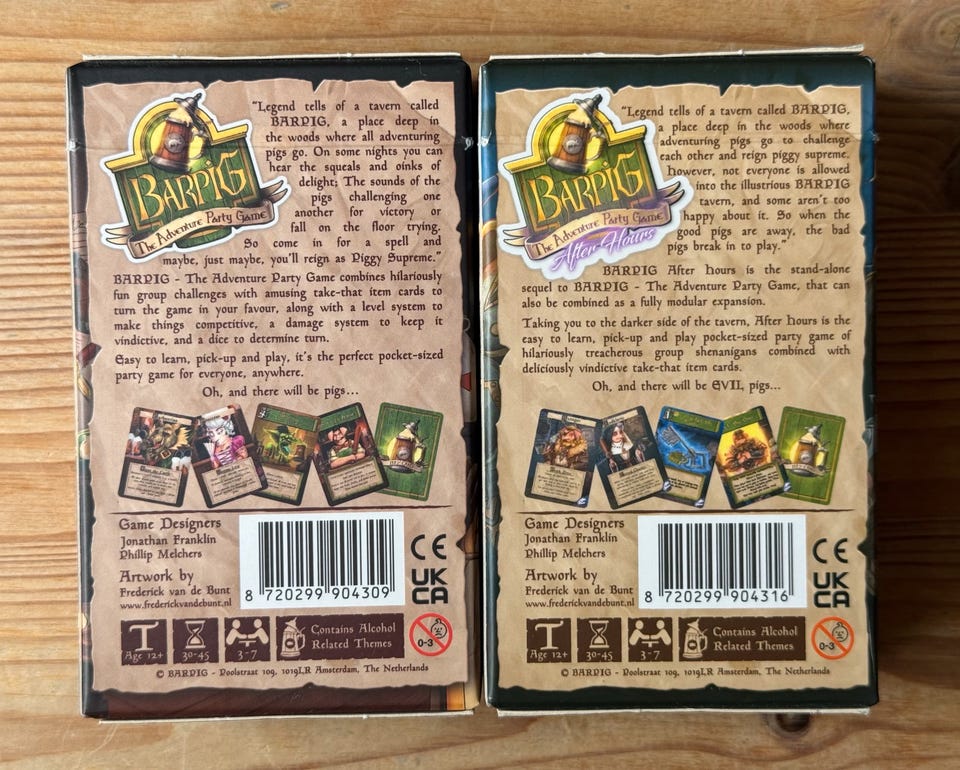 BARPIG
The Adventure Party Game
"Legend tells of a tavern called
BARPIG, a place deep in
the woods where all adventuring
pigs go. On some nights you can
hear the squeals and oinks of
delight; The sounds of the
pigs challenging one
another for victory or
fall on the floor trying.
So come in for a spell and
maybe, just maybe, you'll reign as Piggy Supreme."
BARPIG - The Adventure Party Game combines hilariously
fun group challenges with amusing take-that item cards to
turn the game in your favour, along with a level system to
make things competitive, a damage system to keep it
vindictive, and a dice to determine turn.
Easy to learn, pick-up and play, it's the perfect pocket-sized
party game for everyone, anywhere.
Oh, and there will be pigs...
Game Designers
Jonathan Franklin
Phillip Melchers
Artwork by
Frederick van de Bunt
www.frederickvandebunt.nl
8 720299 904309
CE
UK
CA
Age 12+
30-45
3-7
Contains Alcohol
Related Themes
0-3
© BARPIG - Poolstraat 109, 1019LR Amsterdam, The Netherlands
BARPIG
The Adventure Party Game
After Hours
"Legend tells of a tavern called BARPIG,
a place deep in the woods where
adventuring pigs go to challenge
each other and reign piggy supreme.
However, not everyone is allowed
into the illustrious BARPIG
tavern, and some aren't too
happy about it. So when the
good pigs are away, the bad
pigs break in to play."
BARPIG After Hours is the stand-alone
sequel to BARPIG - The Adventure Party Game, that can
also be combined as a fully modular expansion.
Taking you to the darker side of the tavern, After Hours is the
easy to learn, pick-up and play pocket-sized party game of
hilariously treacherous group shenanigans combined with
deliciously vindictive take-that item cards.
Oh, and there will be EVIL pigs...
Game Designers
Jonathan Franklin
Phillip Melchers
Artwork by
Frederick van de Bunt
www.frederickvandebunt.nl
8 720299 904316
CE
UK
CA
Age 12+
30-45
3-7
Contains Alcohol
Related Themes
0-3
© BARPIG - Poolstraat 109, 1019LR Amsterdam, The Netherlands